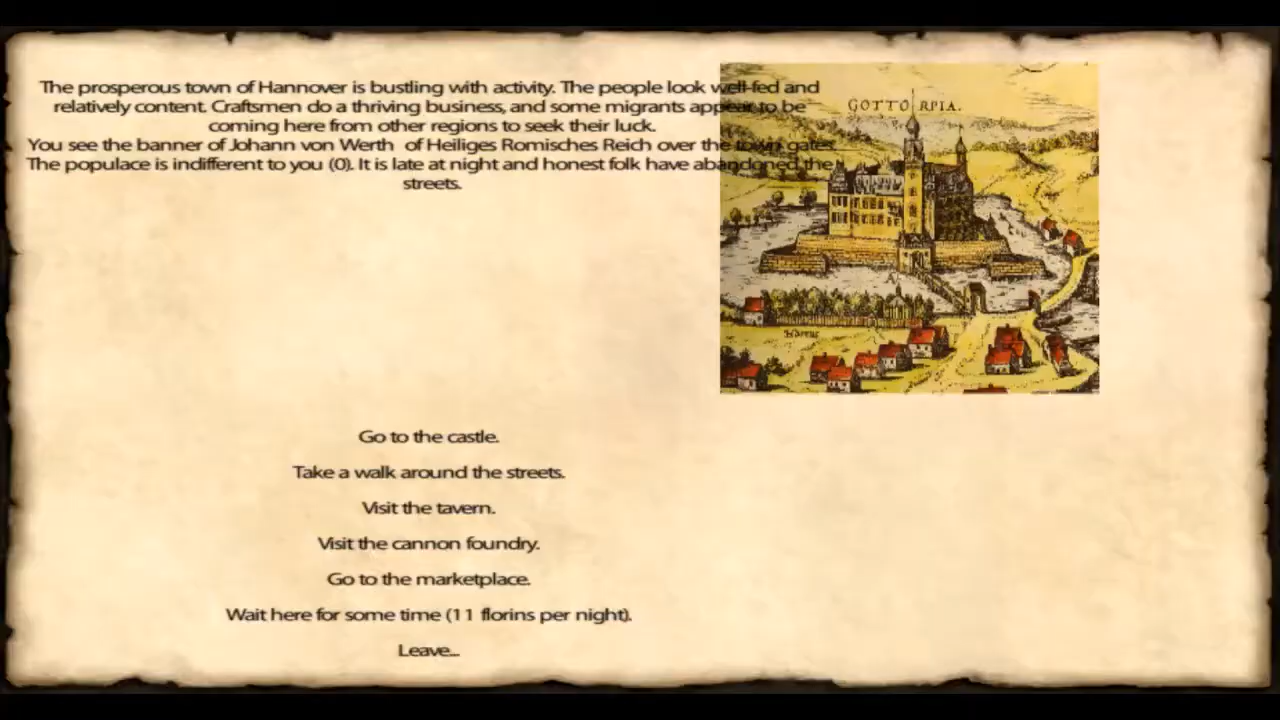 The prosperous town of Hannover is bustling with activity. The people look well-fed and
relatively content. Craftsmen do a thriving business, and some migrants appear to be
coming here from other regions to seek their luck.
You see the banner of Johann von Werth  of Heiliges Romisches Reich over the town gates.
The populace is indifferent to you (0). It is late at night and honest folk have abandoned the
streets.
GOTTORPIA.
Go to the castle.
Take a walk around the streets.
Visit the tavern.
Visit the cannon foundry.
Go to the marketplace.
Wait here for some time (11 florins per night).
Leave...